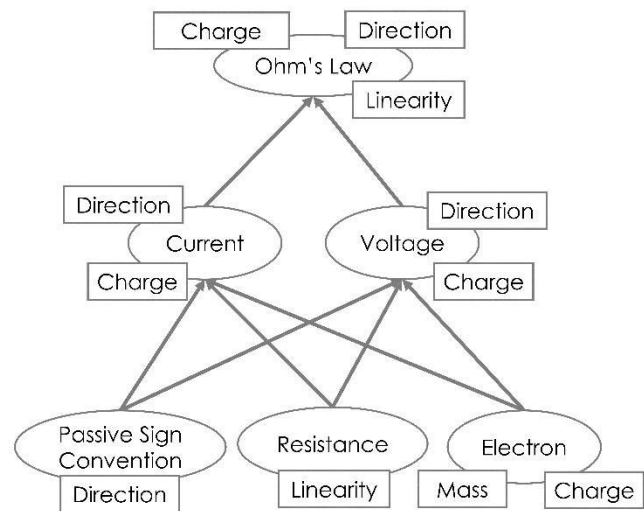 Charge
Direction
Ohm's Law
Linearity
Direction
Current
Charge
Direction
Voltage
Charge
Passive Sign
Convention
Direction
Resistance
Linearity
Electron
Mass
Charge